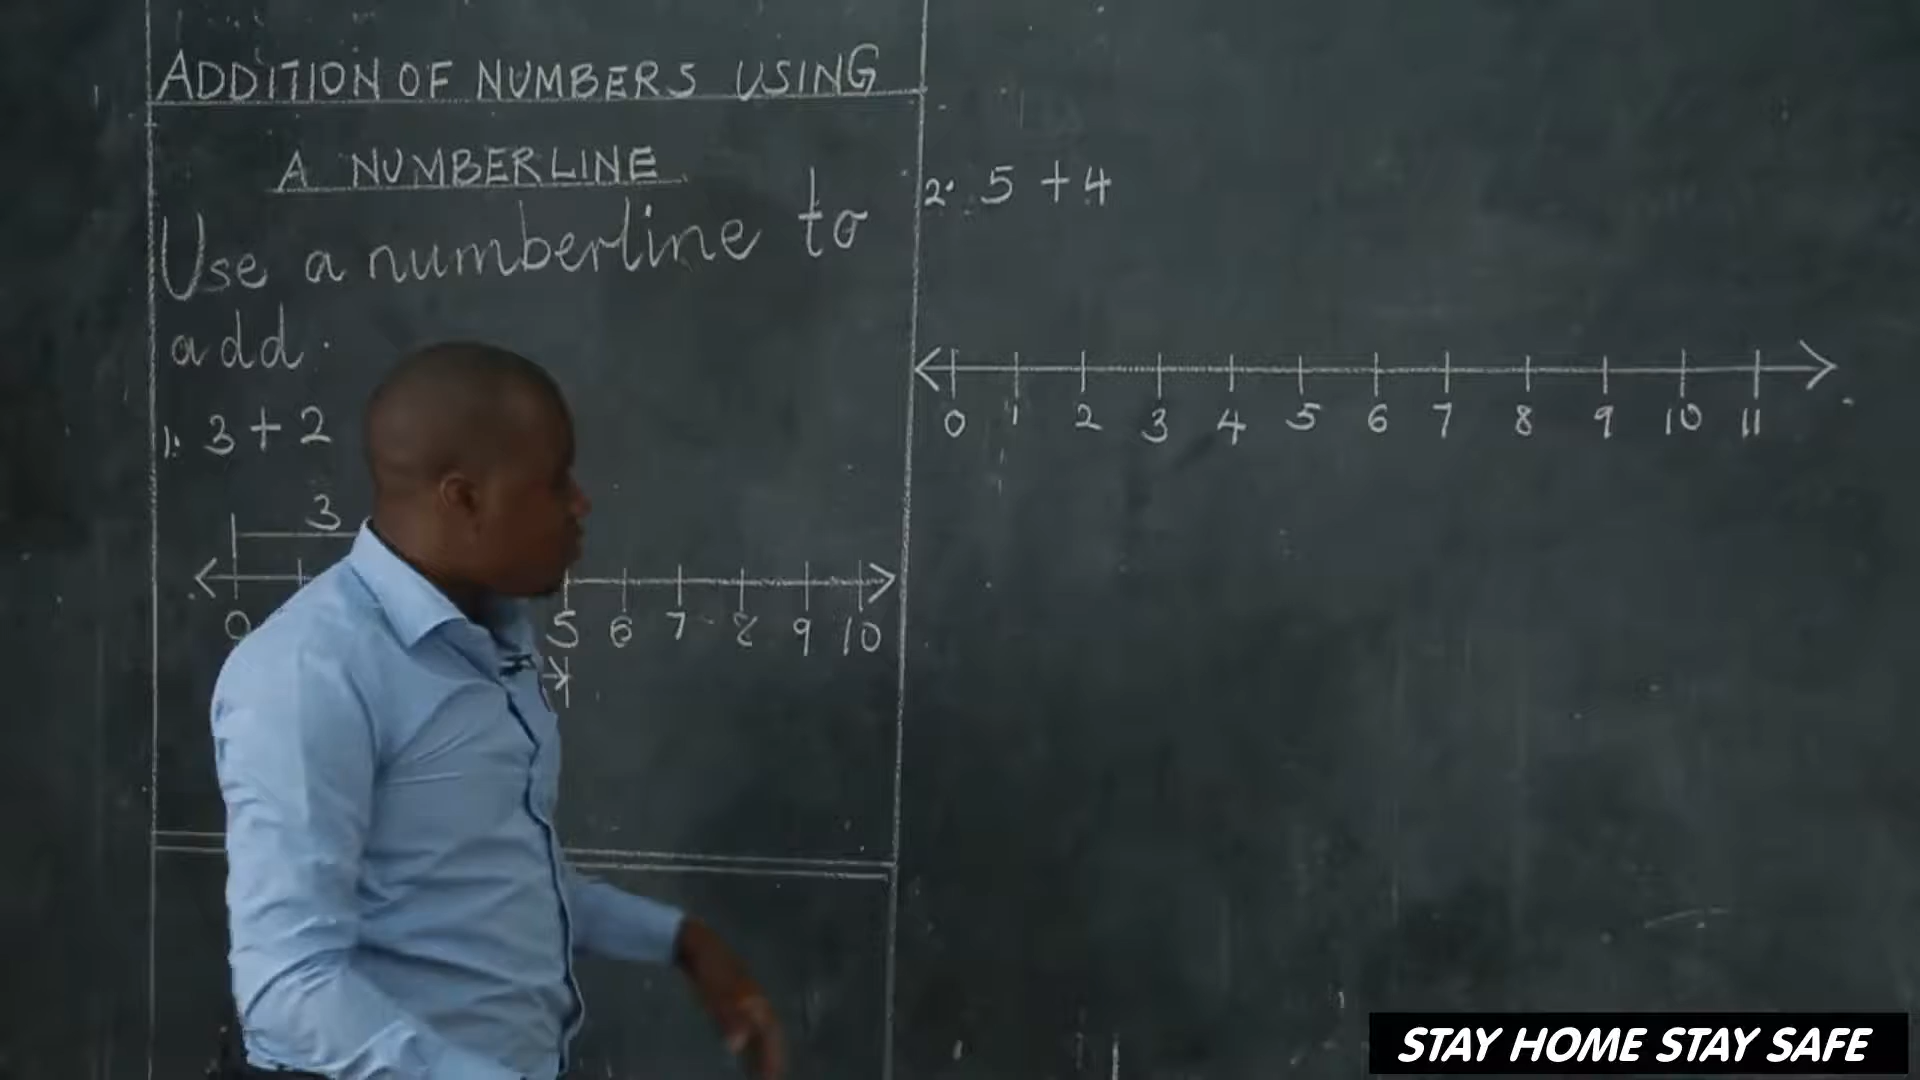 ADDITION OF NUMBERS USING
A NUMBERLINE
Use a numberline to
add.
1. 3 + 2
3
0 5 6 7 8 9 10
2. 5 + 4
0 1 2 3 4 5 6 7 8 9 10 11
STAY HOME STAY SAFE